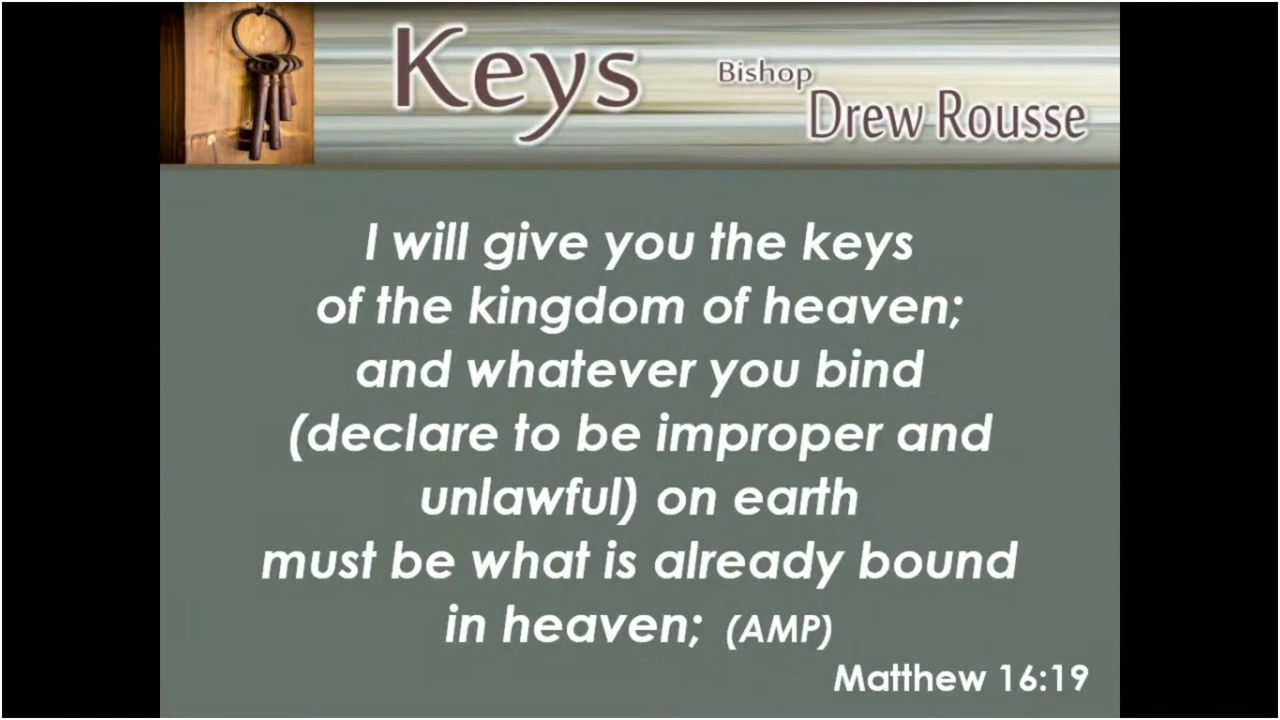 Keys
Bishop
Drew Rousse
I will give you the keys
of the kingdom of heaven;
and whatever you bind
(declare to be improper and
unlawful) on earth
must be what is already bound
in heaven; (AMP)
Matthew 16:19